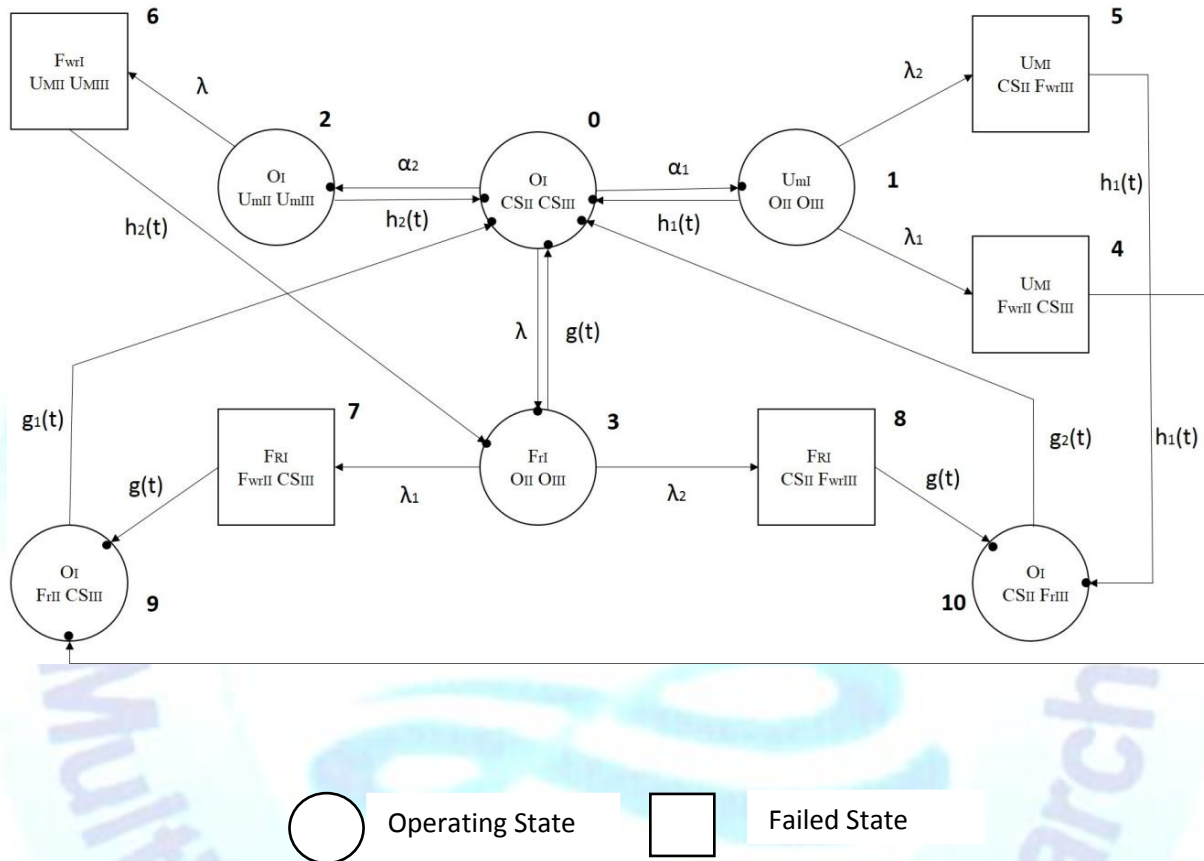 6
FwrI
UMII UMIII
λ
2
OI
UmII UmIII
h2(t)
α2
h2(t)
0
OI
CSII CSIII
α1
h1(t)
UmI
OII OIII
1
λ2
λ1
5
UMI
CSII FwrIII
h1(t)
4
UMI
FwrII CSIII
λ
g(t)
g1(t)
7
FRI
FwrII CSIII
g(t)
λ1
3
FrI
OII OIII
λ2
8
FRI
CSII FwrIII
g(t)
g2(t)
h1(t)
OI
FrII CSIII
9
10
OI
CSII FrIII
arch
Operating State
Failed State